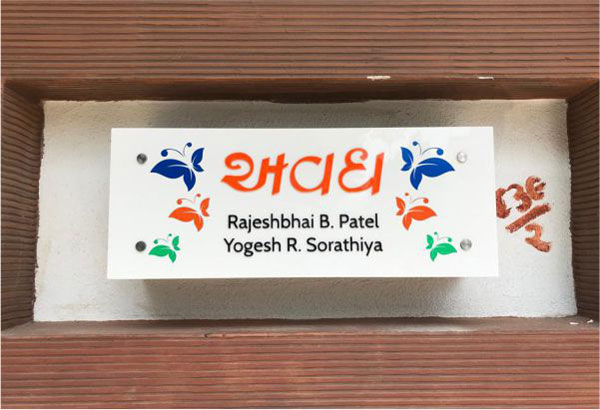 અવધ
Rajeshbhai B. Patel
Yogesh R. Sorathiya